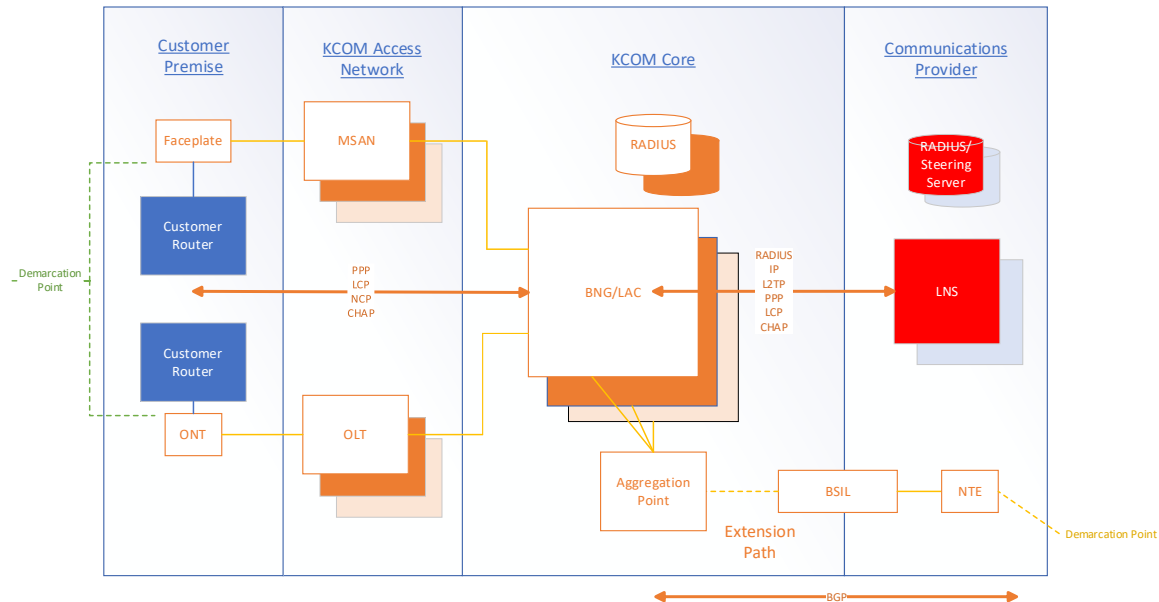 Customer
Premise
KCOM Access
Network
KCOM Core
Communications
Provider
Faceplate
MSAN
RADIUS
RADIUS/
Steering
Server
Customer
Router
Demarcation
Point
PPP
LCP
NCP
CHAP
BNG/LAC
RADIUS
IP
L2TP
PPP
LCP
CHAP
LNS
Customer
Router
ONT
OLT
Aggregation
Point
BSIL
NTE
Extension
Path
Demarcation Point
BGP